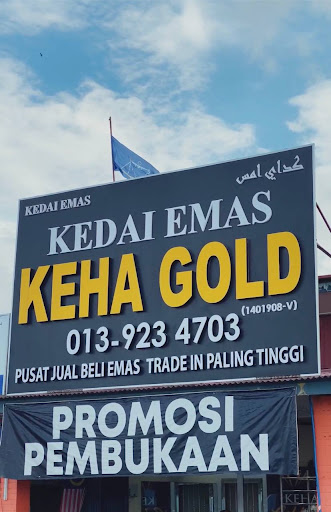 KEDAI EMAS
كداي امس
KEDAI EMAS
KEHA GOLD
(1401908-V)
013-923 4703
PUSAT JUAL BELI EMAS TRADE IN PALING TINGGI
PROMOSI
PEMBUKAAN
KEHA